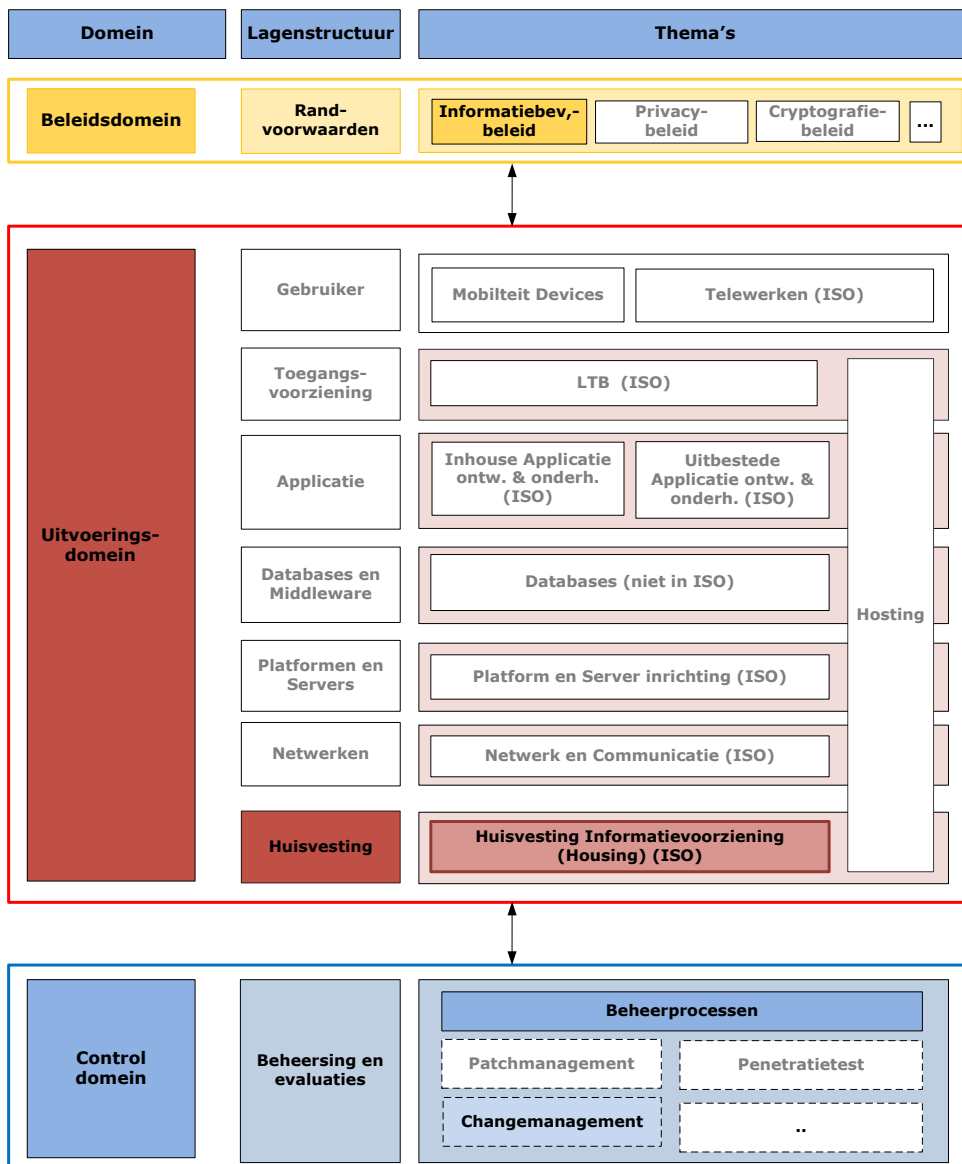 Domein
Lagenstructuur
Thema's
Beleidsdomein
Rand-
voorwaarden
Informatiebev,-
beleid
Privacy-
beleid
Cryptografie-
beleid
...
Uitvoerings-
domein
Gebruiker
Mobilteit Devices
Telewerken (ISO)
Toegangs-
voorziening
LTB (ISO)
Applicatie
Inhouse Applicatie
ontw. & onderh.
(ISO)
Uitbestede
Applicatie ontw. &
onderh. (ISO)
Databases en
Middleware
Databases (niet in ISO)
Hosting
Platformen en
Servers
Platform en Server inrichting (ISO)
Netwerken
Netwerk en Communicatie (ISO)
Huisvesting
Huisvesting Informatievoorziening
(Housing) (ISO)
Control
domein
Beheersing en
evaluaties
Beheerprocessen
Patchmanagement
Penetratietest
Changemanagement
..